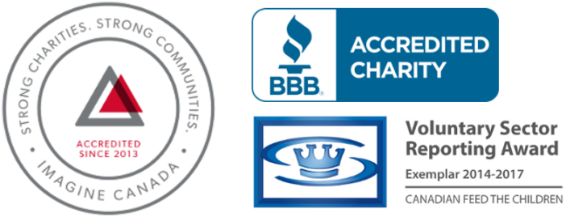 STRONG CHARITIES. STRONG COMMUNITIES.
ACCREDITED
SINCE 2013
• IMAGINE CANADA •
BBB.
ACCREDITED
CHARITY
Voluntary Sector
Reporting Award
Exemplar 2014-2017
CANADIAN FEED THE CHILDREN